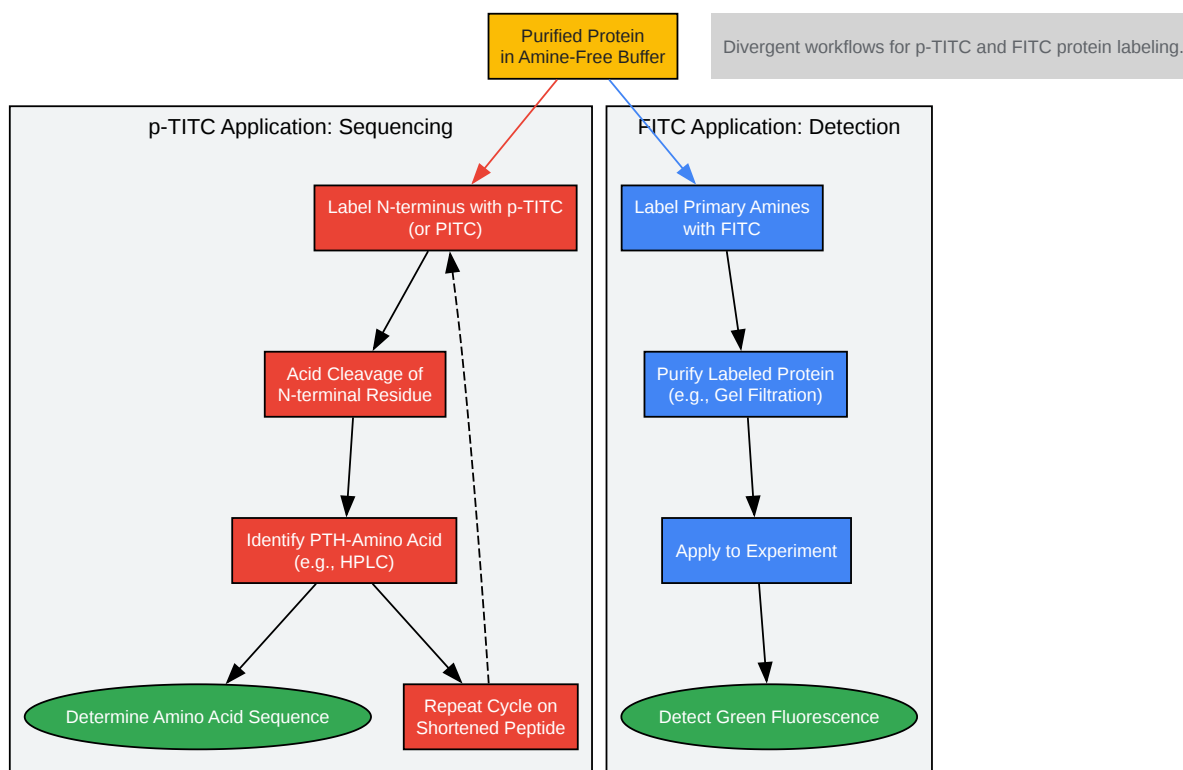 Purified Protein
in Amine-Free Buffer
Divergent workflows for p-TITC and FITC protein labeling.
p-TITC Application: Sequencing
Label N-terminus with p-TITC
(or PITC)
Acid Cleavage of
N-terminal Residue
Identify PTH-Amino Acid
(e.g., HPLC)
Determine Amino Acid Sequence
Repeat Cycle on
Shortened Peptide
FITC Application: Detection
Label Primary Amines
with FITC
Purify Labeled Protein
(e.g., Gel Filtration)
Apply to Experiment
Detect Green Fluorescence